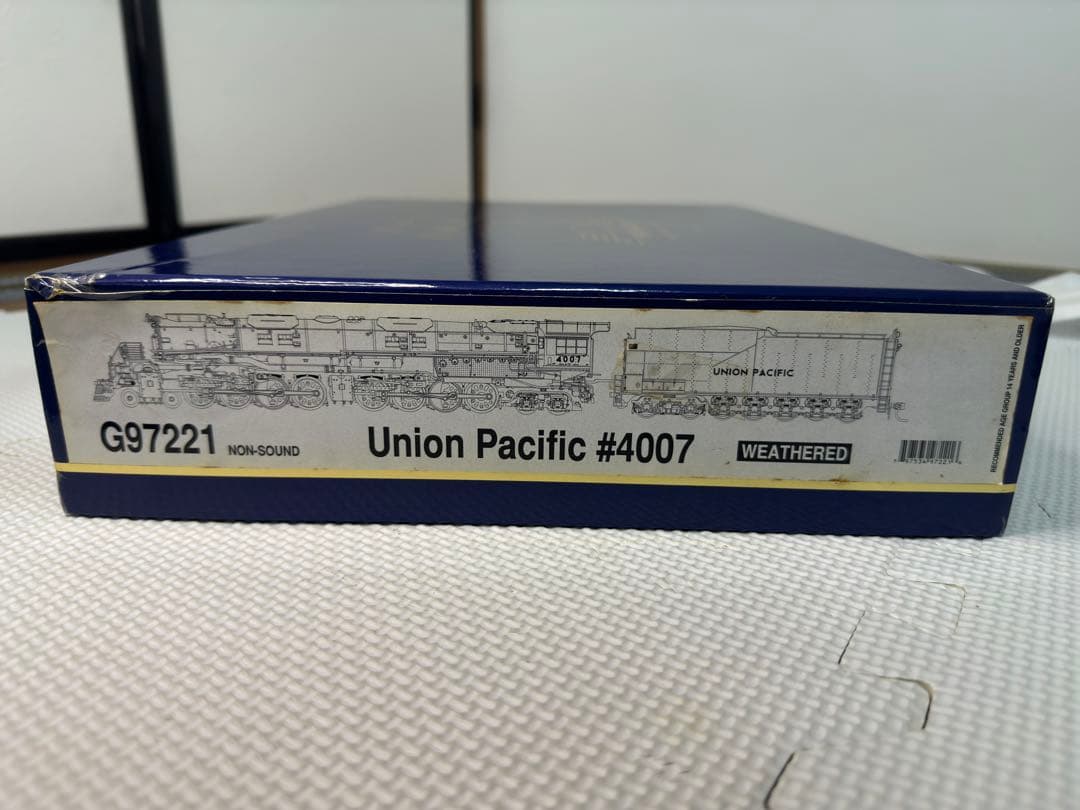 4007
UNION PACIFIC
G97221 NON-SOUND
Union Pacific #4007
WEATHERED
RECOMMENDED AGE GROUP 14 YEARS AND OLDER